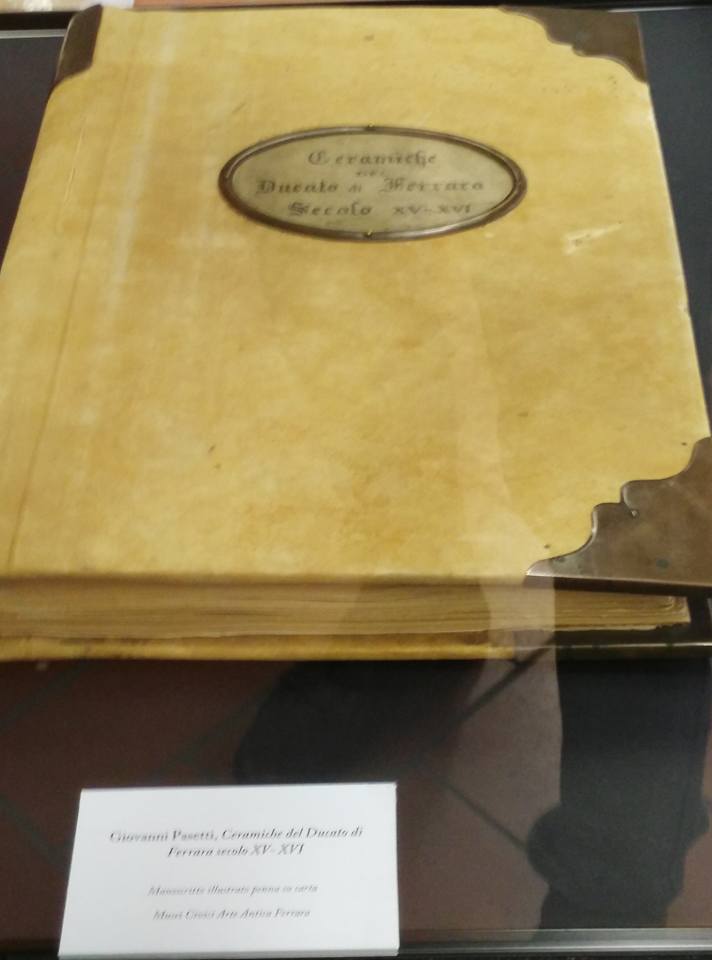 Ceramiche
DEL
Ducato di Ferrara
Secolo XV-XVI
Giovanni Pasetti, Ceramiche del Ducato di
Ferrara secolo XV- XVI
Manoscritto illustrato penna su carta
Musei Civici Arte Antica Ferrara